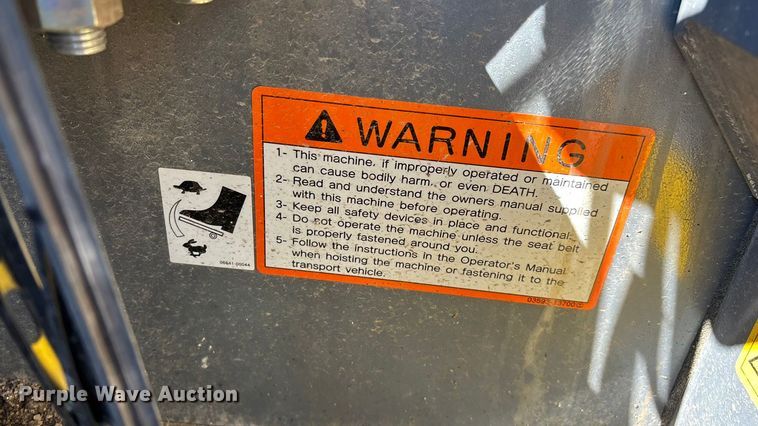 WARNING
1- This machine, if improperly operated or maintained
can cause bodily harm, or even DEATH.
2- Read and understand the owners manual supplied
with this machine before operating.
3- Keep all safety devices in place and functional.
4- Do not operate the machine unless the seat belt
is properly fastened around you.
5- Follow the instructions in the Operator's Manual
when hoisting the machine or fastening it to the
transport vehicle.
06641-00044
Purple Wave Auction